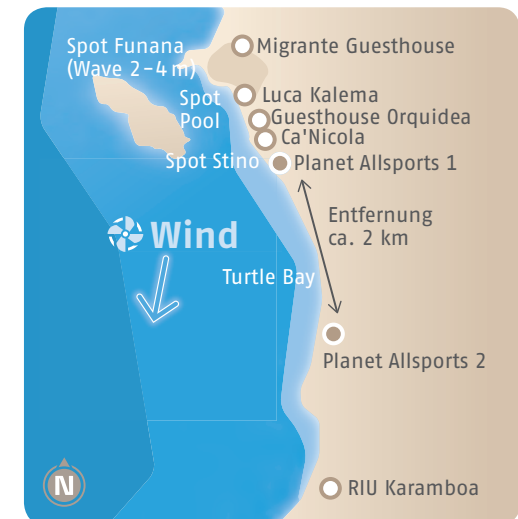 Spot Funana
(Wave 2–4 m)
Migrante Guesthouse
Spot
Pool
Luca Kalema
Guesthouse Orquidea
Ca'Nicola
Spot Stino
Planet Allsports 1
Entfernung
ca. 2 km
Wind
Turtle Bay
Planet Allsports 2
N
RIU Karamboa